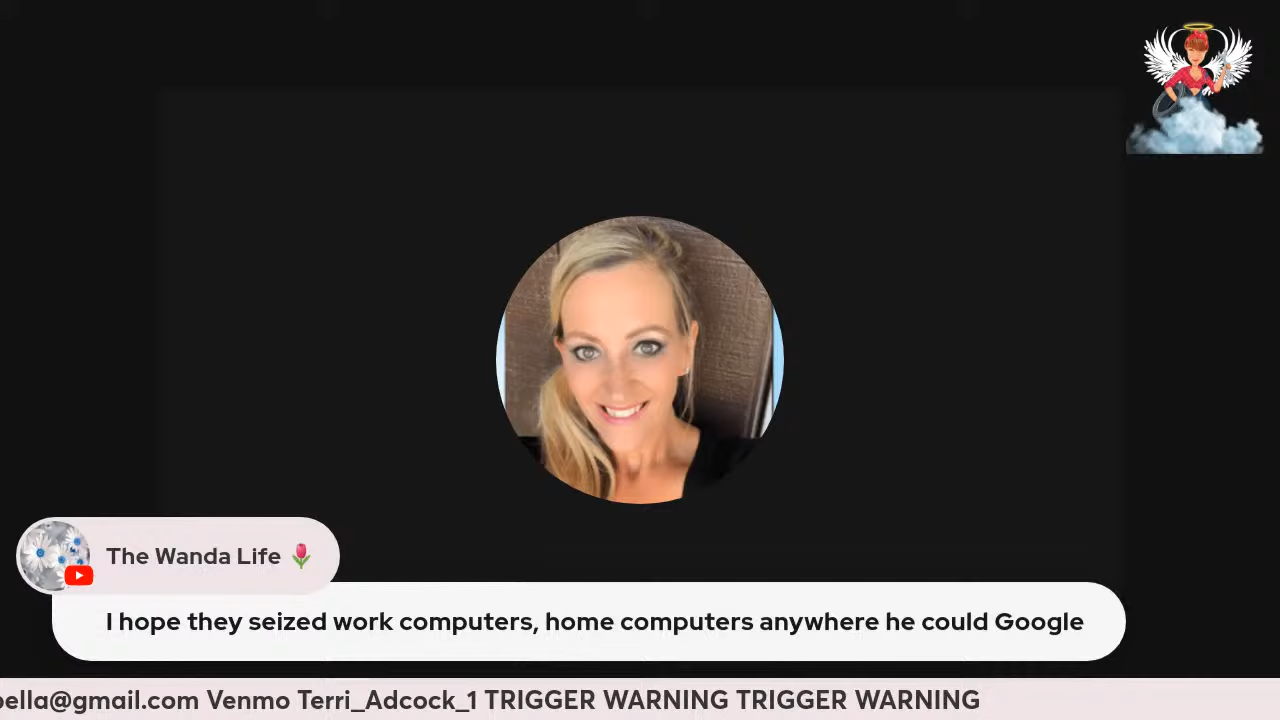 The Wanda Life 🌷
I hope they seized work computers, home computers anywhere he could Google
bella@gmail.com Venmo Terri_Adcock_1 TRIGGER WARNING TRIGGER WARNING